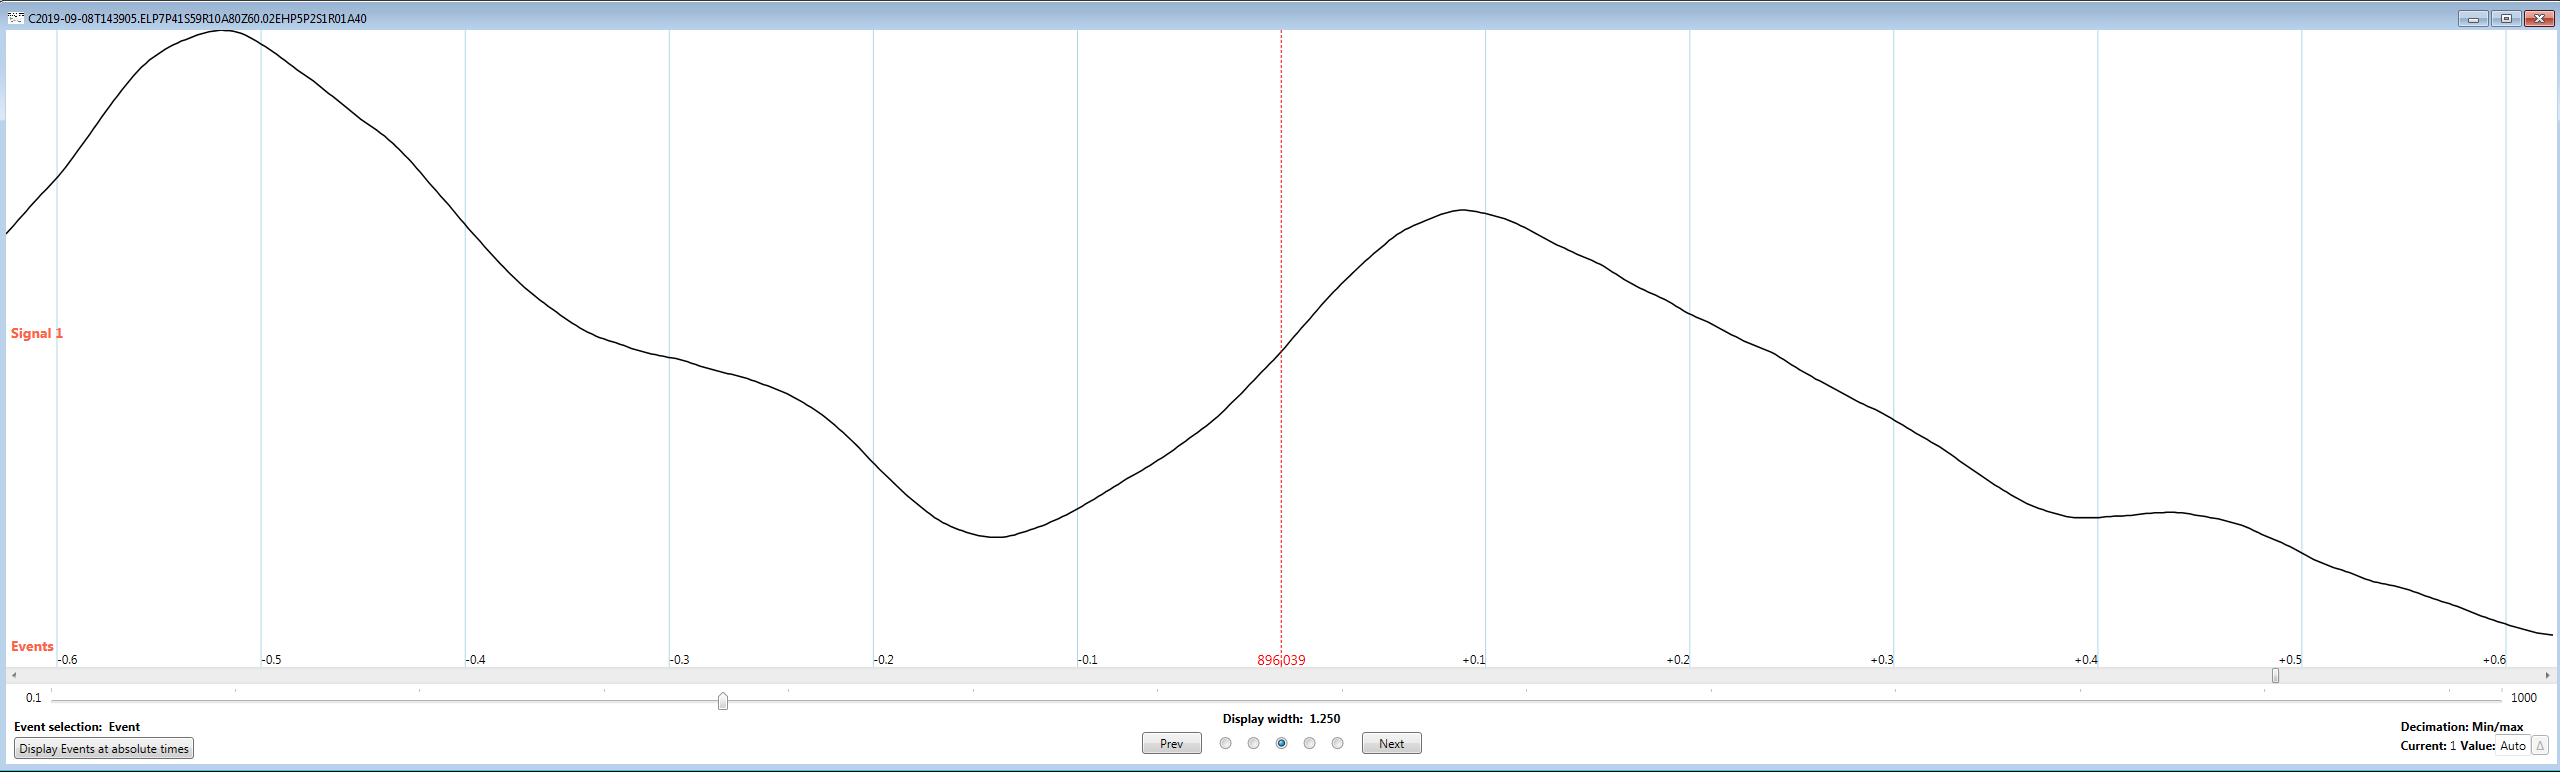 C2019-09-08T143905.ELP7P41S59R10A80Z60.02EHP5P2S1R01A40
Signal 1
Events
-0.6 -0.5 -0.4 -0.3 -0.2 -0.1 896.039 +0.1 +0.2 +0.3 +0.4 +0.5 +0.6
0.1 1000
Display width: 1.250
Event selection: Event
Decimation: Min/max
Display Events at absolute times
Prev Next
Current: 1 Value: Auto Δ